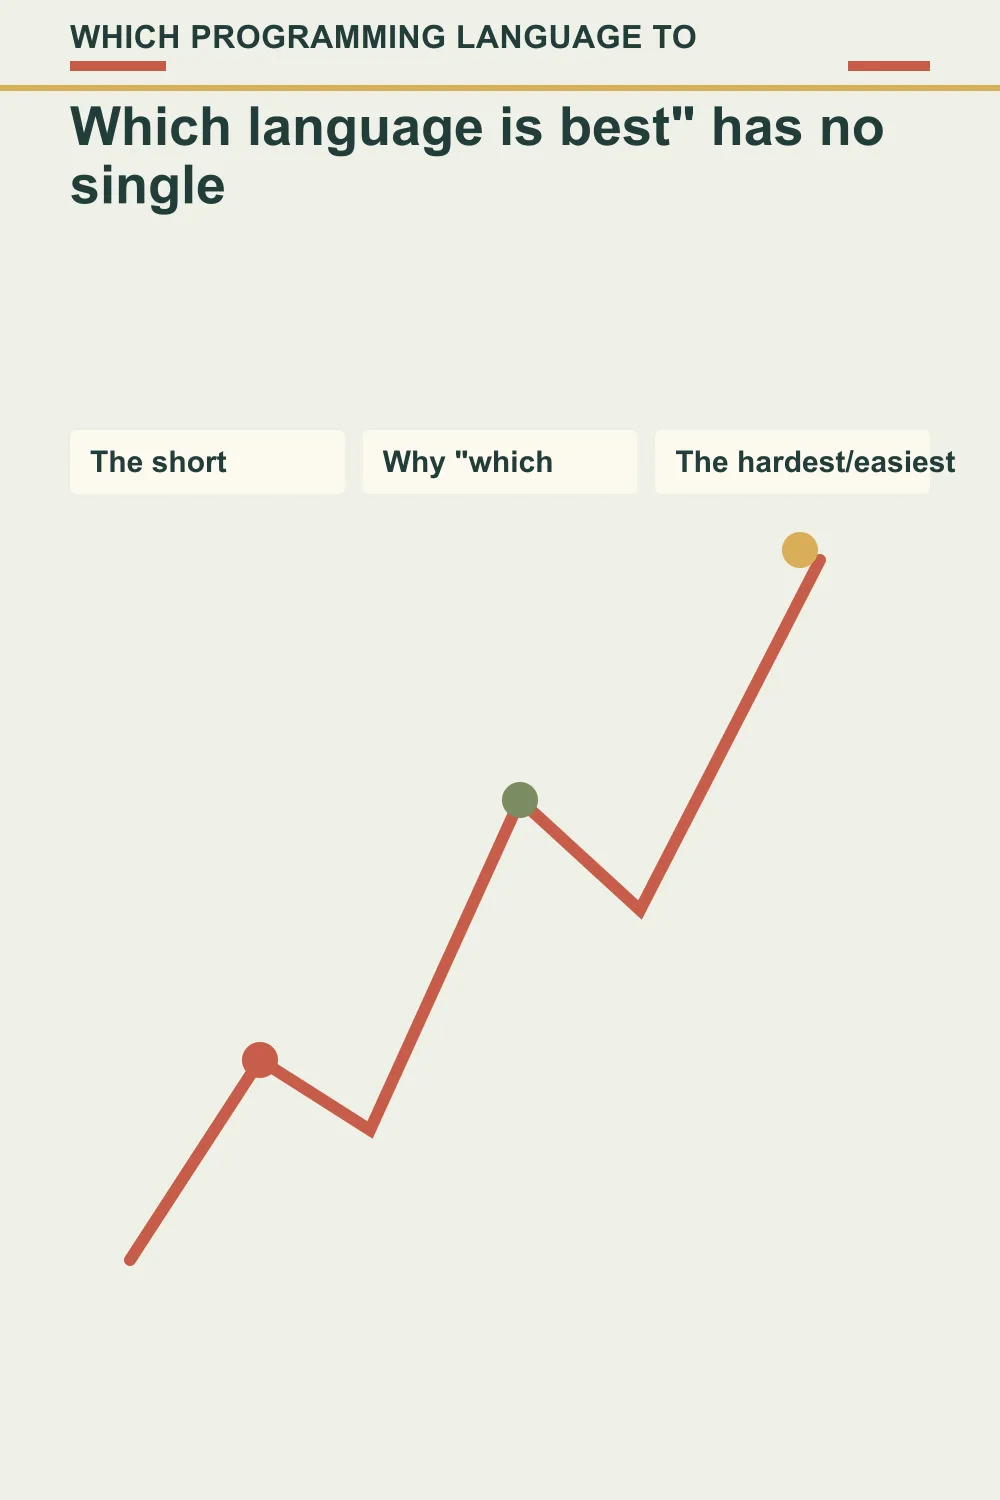 WHICH PROGRAMMING LANGUAGE TO
Which language is best" has no
single
The short
Why "which
The hardest/easiest